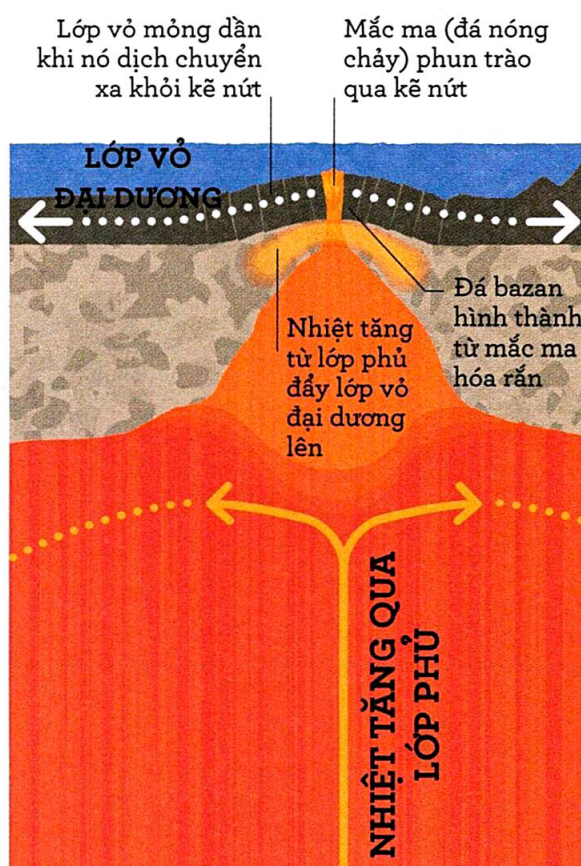 Lớp vỏ mỏng dần
khi nó dịch chuyển
xa khỏi kẽ nứt
Mắc ma (đá nóng
chảy) phun trào
qua kẽ nứt
LỚP VỎ
ĐẠI DƯƠNG
Đá bazan
hình thành
từ mắc ma
hóa rắn
Nhiệt tăng
từ lớp phủ
đẩy lớp vỏ
đại dương
lên
NHIỆT TĂNG QUA
LỚP PHỦ